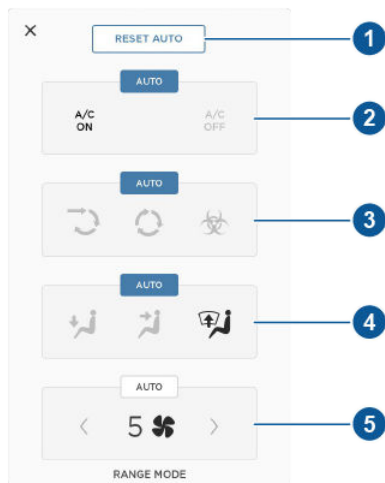 ×
RESET AUTO
1
AUTO
A/C
ON
A/C
OFF
2
AUTO
3
AUTO
4
AUTO
5
5
RANGE MODE